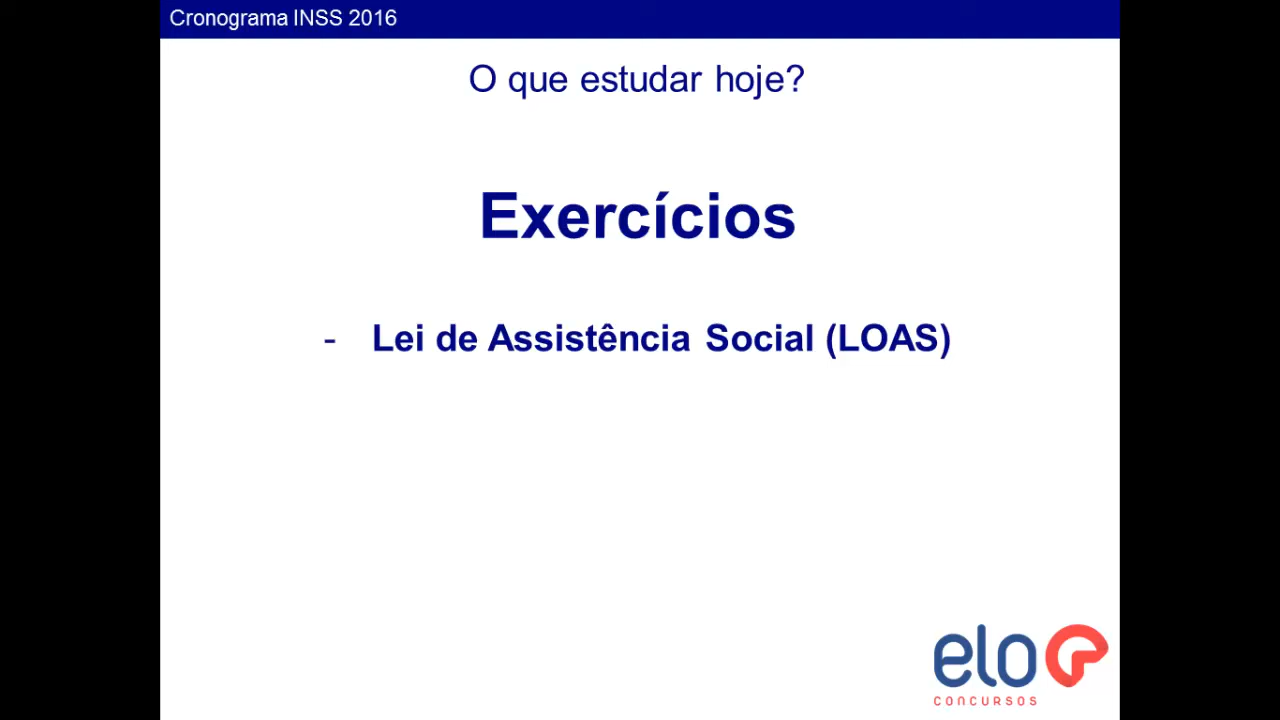 Cronograma INSS 2016
O que estudar hoje?
Exercícios
- Lei de Assistência Social (LOAS)
elo
CONCURSOS